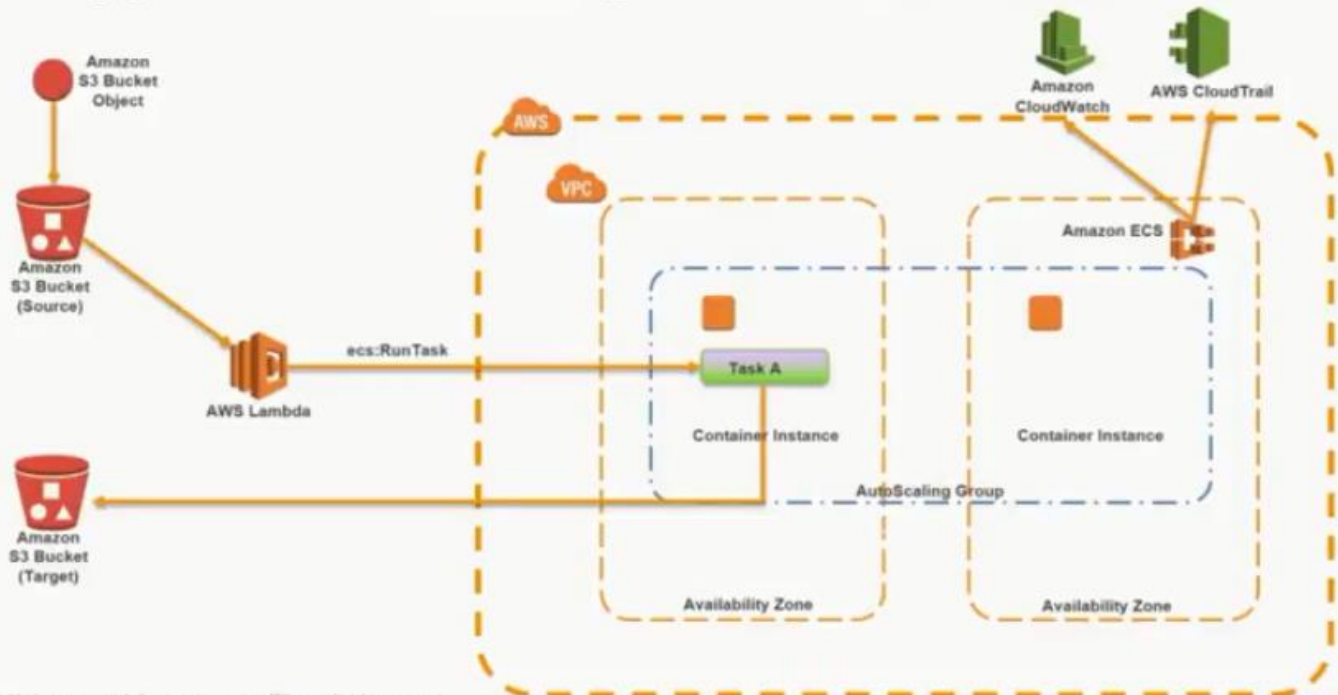 Amazon
S3 Bucket
Object
Amazon
CloudWatch
AWS CloudTrail
AWS
VPC
Amazon ECS
Amazon
S3 Bucket
(Source)
ecs:RunTask
Task A
AWS Lambda
Container Instance
Container Instance
AutoScaling Group
Amazon
S3 Bucket
(Target)
Availability Zone
Availability Zone